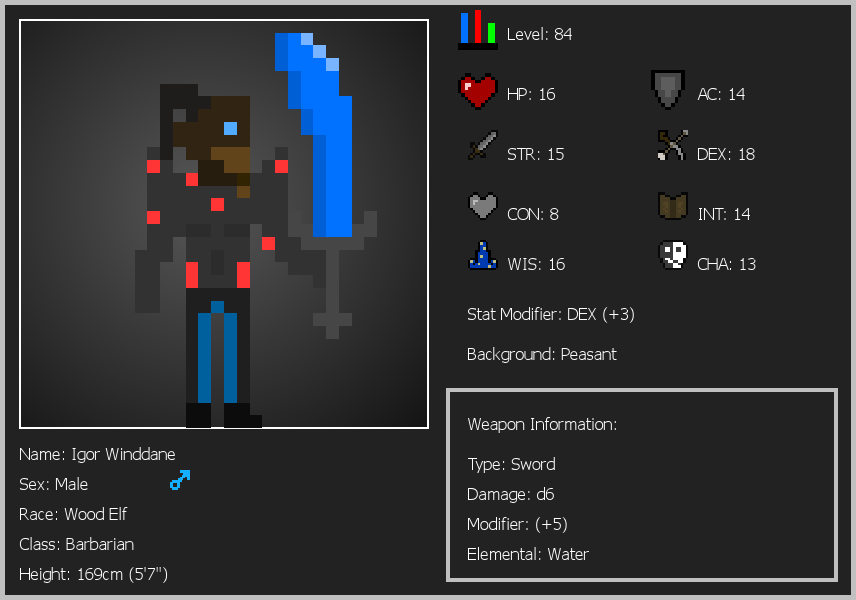 Level: 84
HP: 16
AC: 14
STR: 15
DEX: 18
CON: 8
INT: 14
WIS: 16
CHA: 13
Stat Modifier: DEX (+3)
Background: Peasant
Weapon Information:
Type: Sword
Damage: d6
Modifier: (+5)
Elemental: Water
Name: Igor Winddane
Sex: Male
Race: Wood Elf
Class: Barbarian
Height: 169cm (5'7")